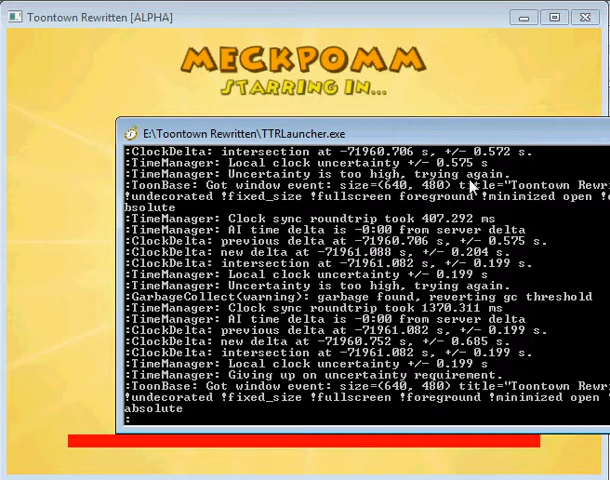 Toontown Rewritten [ALPHA]
MECKPOMM
STARRING IN...
E:\Toontown Rewritten\TTRLauncher.exe
:ClockDelta: intersection at -71960.706 s, +/- 0.572 s.
:TimeManager: Local clock uncertainty +/- 0.575 s
:TimeManager: Uncertainty is too high, trying again.
:ToonBase: Got window event: size=(640, 480) title="Toontown Rewri
!undecorated !fixed_size !fullscreen foreground !minimized open !c
bsolute
:TimeManager: Clock sync roundtrip took 407.292 ms
:TimeManager: AI time delta is -0:00 from server delta
:ClockDelta: previous delta at -71960.706 s, +/- 0.575 s.
:ClockDelta: new delta at -71961.088 s, +/- 0.204 s.
:ClockDelta: intersection at -71961.082 s, +/- 0.199 s.
:TimeManager: Local clock uncertainty +/- 0.199 s
:TimeManager: Uncertainty is too high, trying again.
:GarbageCollect(warning): garbage found, reverting gc threshold
:TimeManager: Clock sync roundtrip took 1370.311 ms
:TimeManager: AI time delta is -0:00 from server delta
:ClockDelta: previous delta at -71961.082 s, +/- 0.199 s.
:ClockDelta: new delta at -71960.752 s, +/- 0.685 s.
:ClockDelta: intersection at -71961.082 s, +/- 0.199 s.
:TimeManager: Local clock uncertainty +/- 0.199 s
:TimeManager: Giving up on uncertainty requirement.
:ToonBase: Got window event: size=(640, 480) title="Toontown Rewri
!undecorated !fixed_size !fullscreen !foreground !minimized open
absolute
: